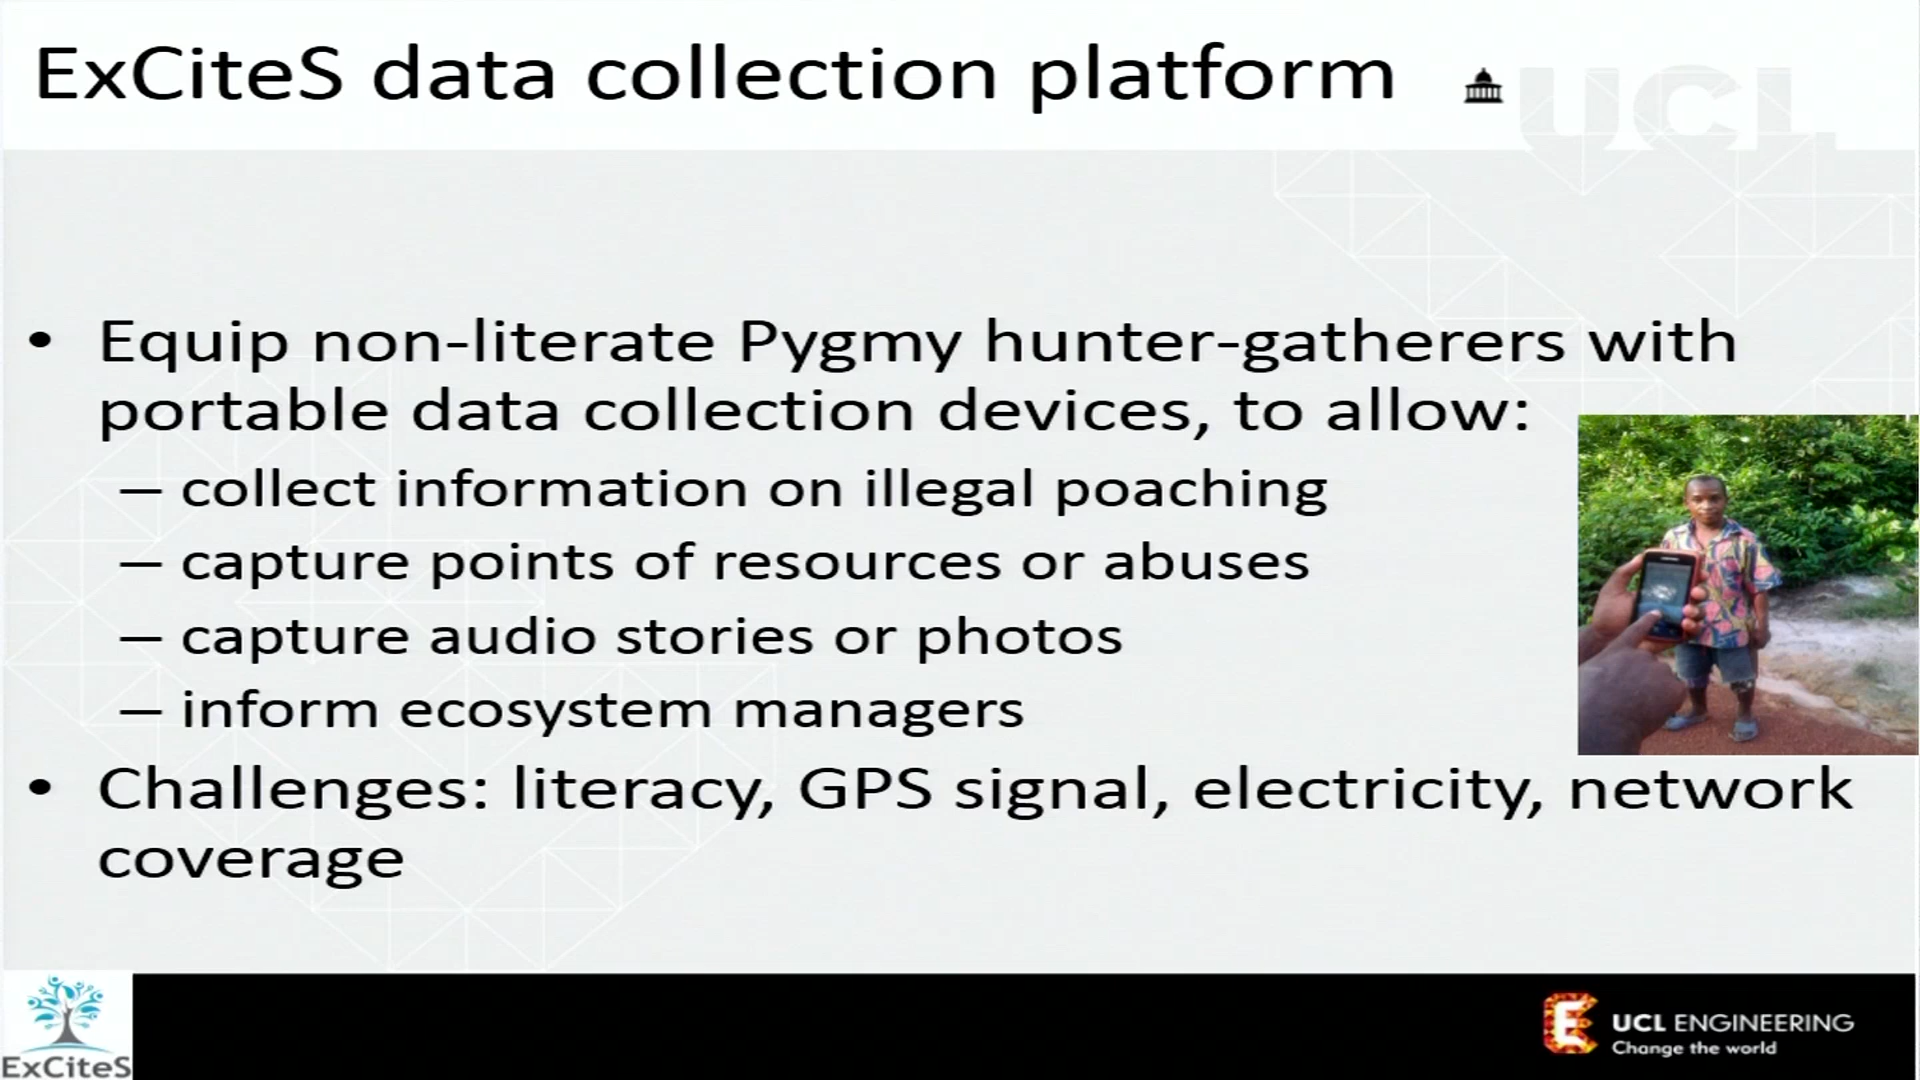 ExCiteS data collection platform
UCL
• Equip non-literate Pygmy hunter-gatherers with
portable data collection devices, to allow:
– collect information on illegal poaching
– capture points of resources or abuses
– capture audio stories or photos
– inform ecosystem managers
• Challenges: literacy, GPS signal, electricity, network
coverage
ExCiteS
UCL ENGINEERING
Change the world